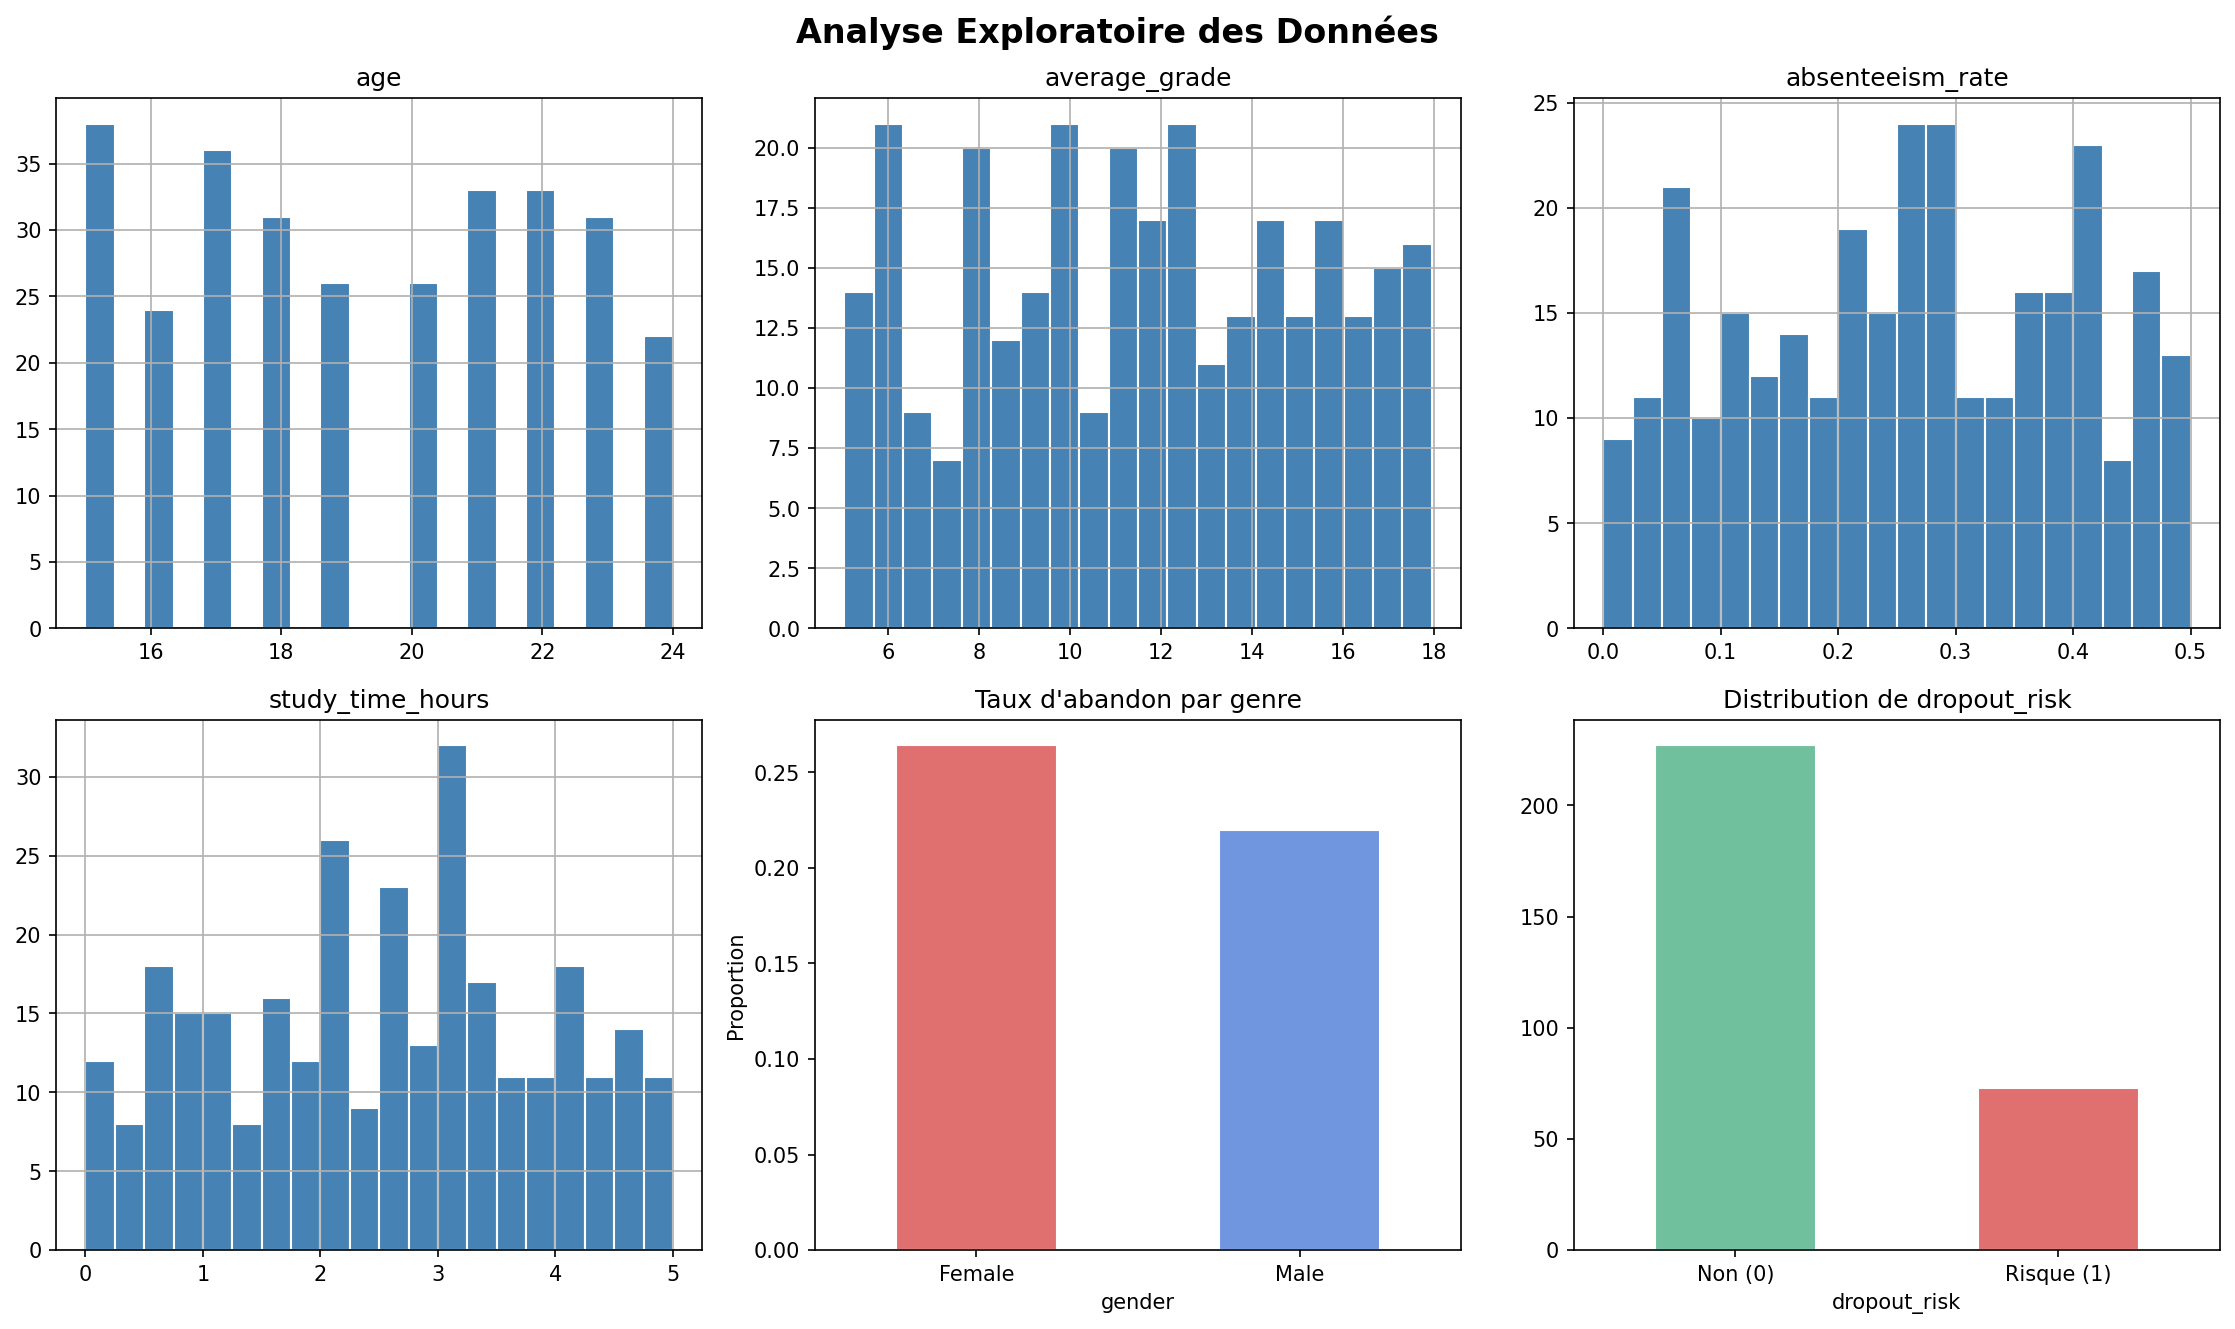 Analyse Exploratoire des Données
age
35
30
25
20
15
10
5
0
16 18 20 22 24
average_grade
20.0
17.5
15.0
12.5
10.0
7.5
5.0
2.5
0.0
6 8 10 12 14 16 18
absenteeism_rate
25
20
15
10
5
0
0.0 0.1 0.2 0.3 0.4 0.5
study_time_hours
30
25
20
15
10
5
0
0 1 2 3 4 5
Taux d'abandon par genre
Proportion
0.25
0.20
0.15
0.10
0.05
0.00
Female Male
gender
Distribution de dropout_risk
200
150
100
50
0
Non (0) Risque (1)
dropout_risk